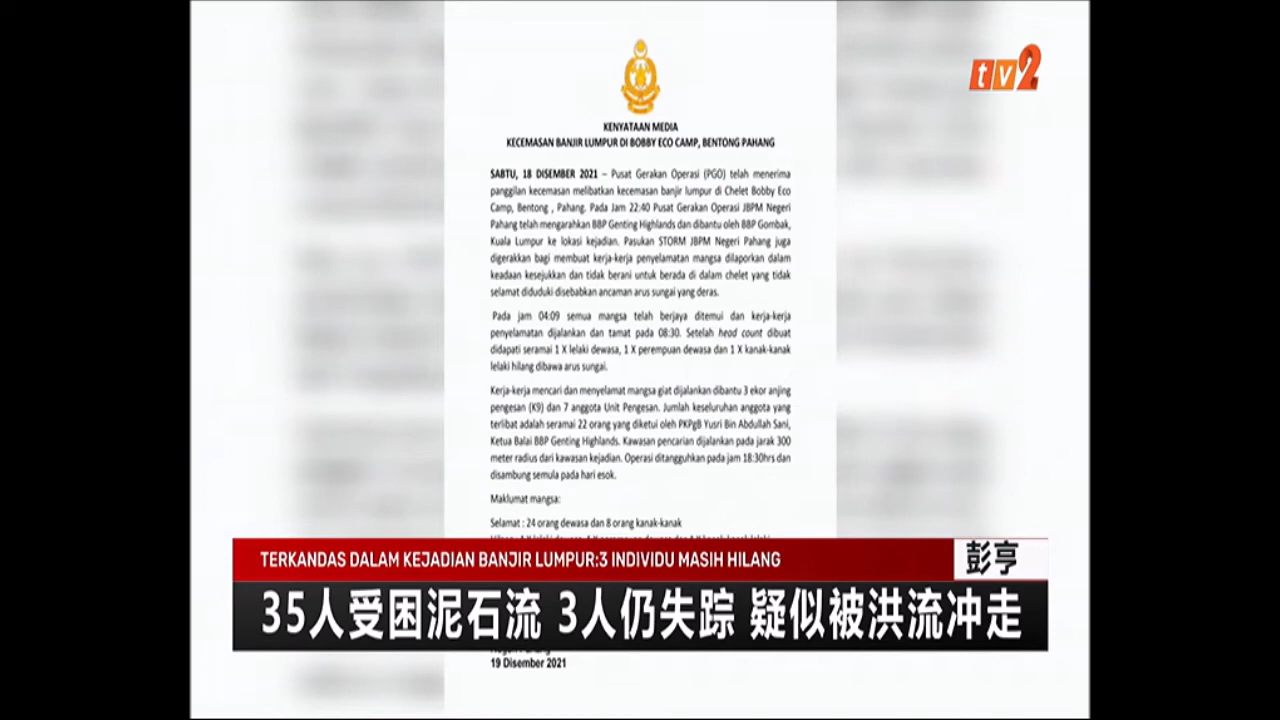 tv2
KENYATAAN MEDIA
KECEMASAN BANJIR LUMPUR DI BOBBY ECO CAMP, BENTONG PAHANG
SABTU, 18 DISEMBER 2021 – Pusat Gerakan Operasi (PGO) telah menerima
panggilan kecemasan melibatkan kecemasan banjir lumpur di Chelet Bobby Eco
Camp, Bentong , Pahang. Pada Jam 22:40 Pusat Gerakan Operasi JBPM Negeri
Pahang telah mengarahkan BBP Genting Highlands dan dibantu oleh BBP Gombak,
Kuala Lumpur ke lokasi kejadian. Pasukan STORM JBPM Negeri Pahang juga
digerakkan bagi membuat kerja-kerja penyelamatan mangsa dilaporkan dalam
keadaan kesejukkan dan tidak berani untuk berada di dalam chelet yang tidak
selamat diduduki disebabkan ancaman arus sungai yang deras.
Pada jam 04:09 semua mangsa telah berjaya ditemui dan kerja-kerja
penyelamatan dijalankan dan tamat pada 08:30. Setelah head count dibuat
didapati seramai 1 X lelaki dewasa, 1 X perempuan dewasa dan 1 X kanak-kanak
lelaki hilang dibawa arus sungai.
Kerja-kerja mencari dan menyelamat mangsa giat dijalankan dibantu 3 ekor anjing
pengesan (K9) dan 7 anggota Unit Pengesan. Jumlah keseluruhan anggota yang
terlibat adalah seramai 22 orang yang diketui oleh PKPgB Yusri Bin Abdullah Sani,
Ketua Balai BBP Genting Highlands. Kawasan pencarian dijalankan pada jarak 300
meter radius dari kawasan kejadian. Operasi ditangguhkan pada jam 18:30hrs dan
disambung semula pada hari esok.
Maklumat mangsa:
Selamat : 24 orang dewasa dan 8 orang kanak-kanak
TERKANDAS DALAM KEJADIAN BANJIR LUMPUR:3 INDIVIDU MASIH HILANG
彭亨
35人受困泥石流 3人仍失踪 疑似被洪流冲走
19 Disember 2021